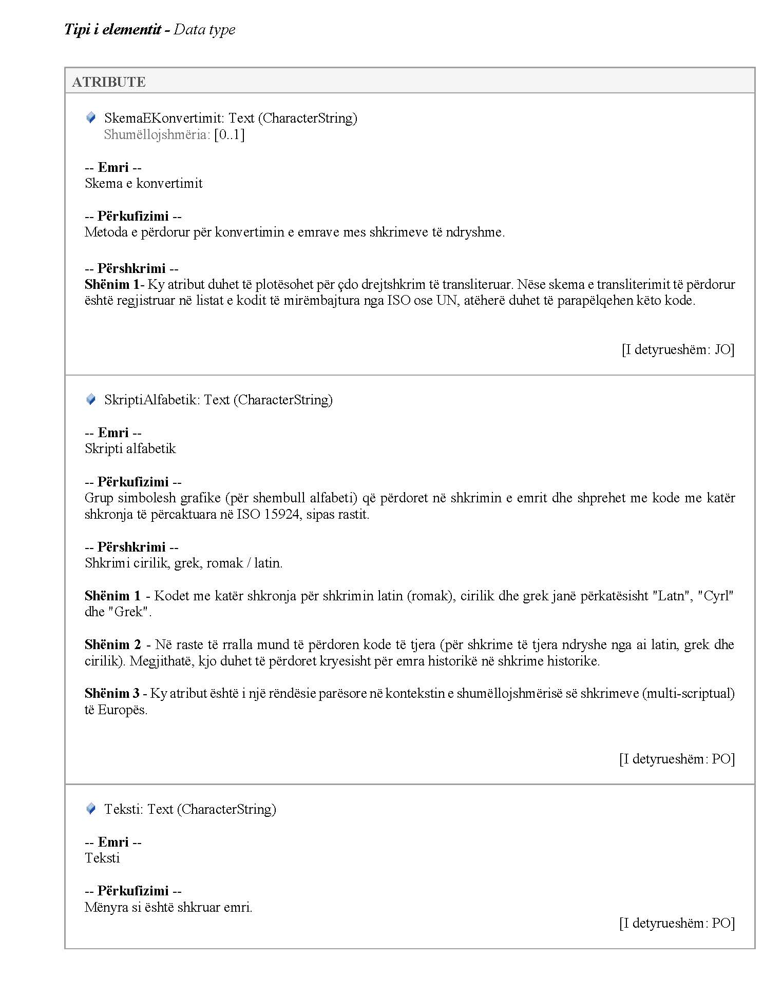 Tipi i elementit - Data type
ATRIBUTE
SkemaEKonvertimit: Text (CharacterString)
Shumëllojshmëria: [0..1]
-- Emri --
Skema e konvertimit
-- Përkufizimi --
Metoda e përdorur për konvertimin e emrave mes shkrimeve të ndryshme.
-- Përshkrimi --
Shënim 1- Ky atribut duhet të plotësohet për çdo drejtshkrim të transliteruar. Nëse skema e transliterimit të përdorur
është regjistruar në listat e kodit të mirëmbajtura nga ISO ose UN, atëherë duhet të parapëlqehen këto kode.
[I detyrueshëm: JO]
SkriptiAlfabetik: Text (CharacterString)
-- Emri --
Skripti alfabetik
-- Përkufizimi --
Grup simbolesh grafike (për shembull alfabeti) që përdoret në shkrimin e emrit dhe shprehet me kode me katër
shkronja të përcaktuara në ISO 15924, sipas rastit.
-- Përshkrimi --
Shkrimi cirilik, grek, romak / latin.
Shënim 1 - Kodet me katër shkronja për shkrimin latin (romak), cirilik dhe grek janë përkatësisht "Latn", "Cyrl"
dhe "Grek".
Shënim 2 - Në raste të rralla mund të përdoren kode të tjera (për shkrime të tjera ndryshe nga ai latin, grek dhe
cirilik). Megjithatë, kjo duhet të përdoret kryesisht për emra historikë në shkrime historike.
Shënim 3 - Ky atribut është i një rëndësie parësore në kontekstin e shumëllojshmërisë së shkrimeve (multi-scriptual)
të Europës.
[I detyrueshëm: PO]
Teksti: Text (CharacterString)
-- Emri --
Teksti
-- Përkufizimi --
Mënyra si është shkruar emri.
[I detyrueshëm: PO]